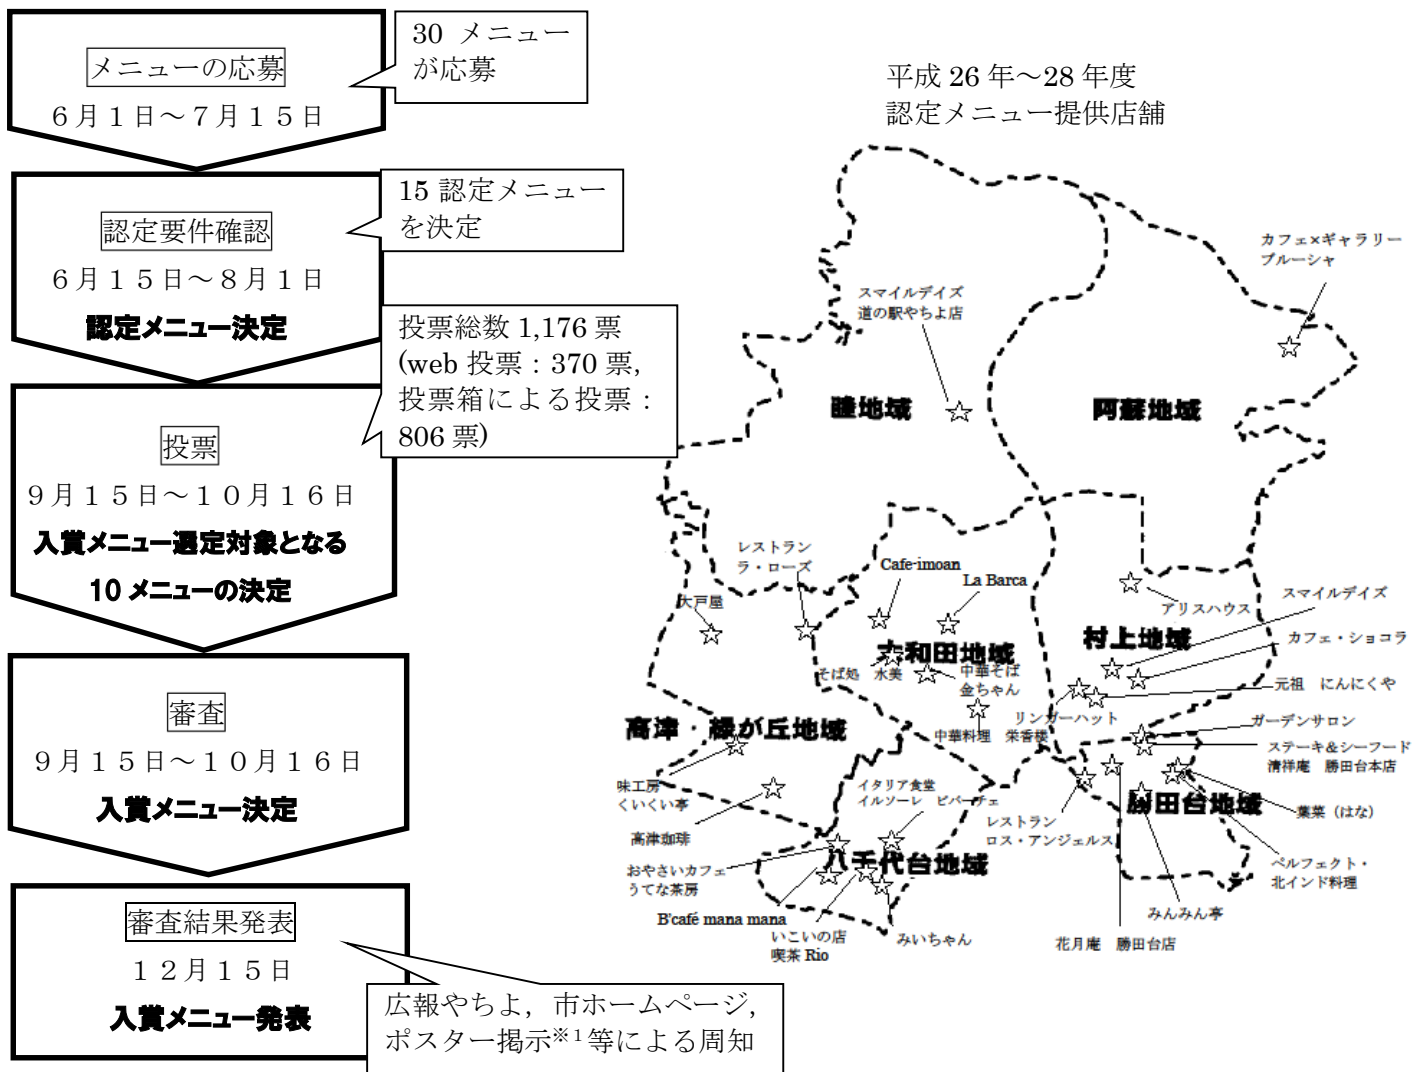 メニューの応募
６月１日～７月１５日
30 メニュー
が応募
認定要件確認
６月１５日～８月１日
認定メニュー決定
15 認定メニュー
を決定
投票
９月１５日～１０月１６日
入賞メニュー選定対象となる
10 メニューの決定
投票総数 1,176 票
(web 投票：370 票,
投票箱による投票：
806 票)
審査
９月１５日～１０月１６日
入賞メニュー決定
審査結果発表
１２月１５日
入賞メニュー発表
広報やちよ，市ホームページ，
ポスター掲示※1等による周知
平成 26 年～28 年度
認定メニュー提供店舗
カフェ×ギャラリー
ブルーシャ
スマイルデイズ
道の駅やちよ店
睦地域
阿蘇地域
レストラン
ラ・ローズ
Cafe-imoan
La Barca
大戸屋
アリスハウス
スマイルデイズ
村上地域
カフェ・ショコラ
大和田地域
そば処　水美
中華そば
金ちゃん
元祖　にんにくや
リンガーハット
ガーデンサロン
高津・緑が丘地域
中華料理　栄香楼
ステーキ＆シーフード
清祥庵　勝田台本店
味工房
くいくい亭
イタリア食堂
イルソーレ　ビバーチェ
勝田台地域
葉菜（はな）
レストラン
ロス・アンジェルス
高津珈琲
おやさいカフェ
うてな茶房
八千代台地域
ペルフェクト・
北インド料理
B'café mana mana
みんみん亭
いこいの店
喫茶 Rio
みいちゃん
花月庵　勝田台店